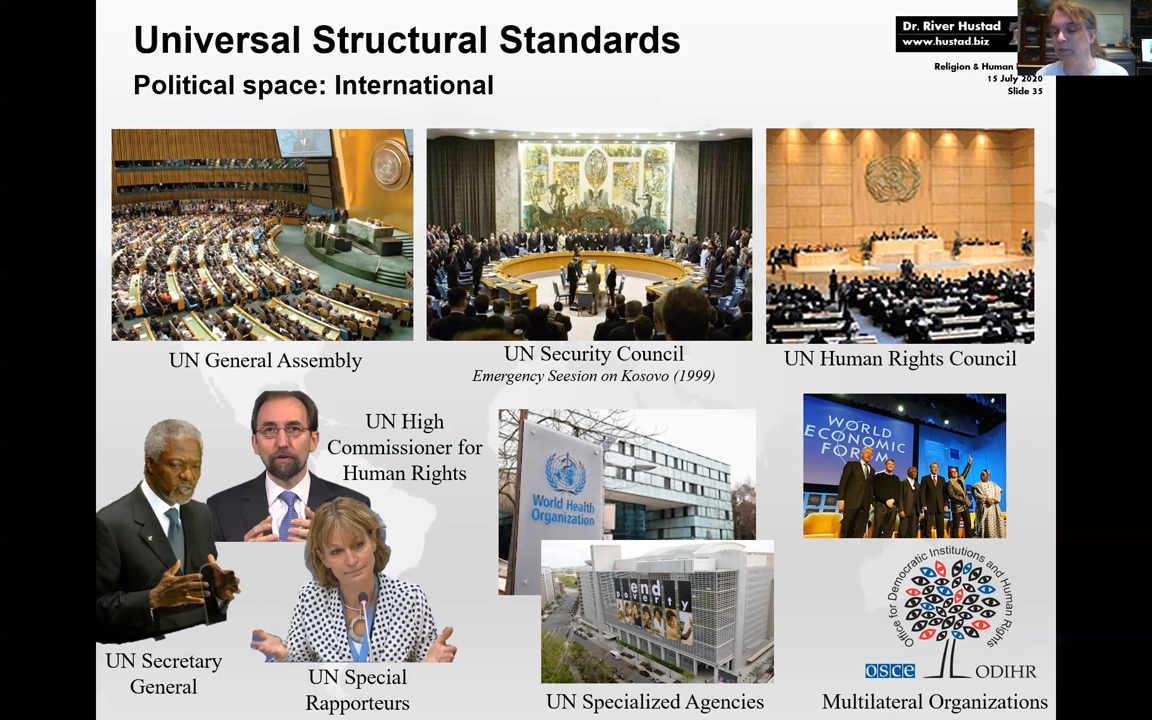 Universal Structural Standards
Political space: International
Dr. River Hustad
www.hustad.biz
Religion & Human
15 July 2020
Slide 35
UN General Assembly
UN Security Council
Emergency Seesion on Kosovo (1999)
UN Human Rights Council
UN High
Commissioner for
Human Rights
World Health
Organization
WORLD
ECONOMIC
FORUM
end
poverty
Office for Democratic Institutions and Human Rights
osce
ODIHR
UN Secretary
General
UN Special
Rapporteurs
UN Specialized Agencies
Multilateral Organizations